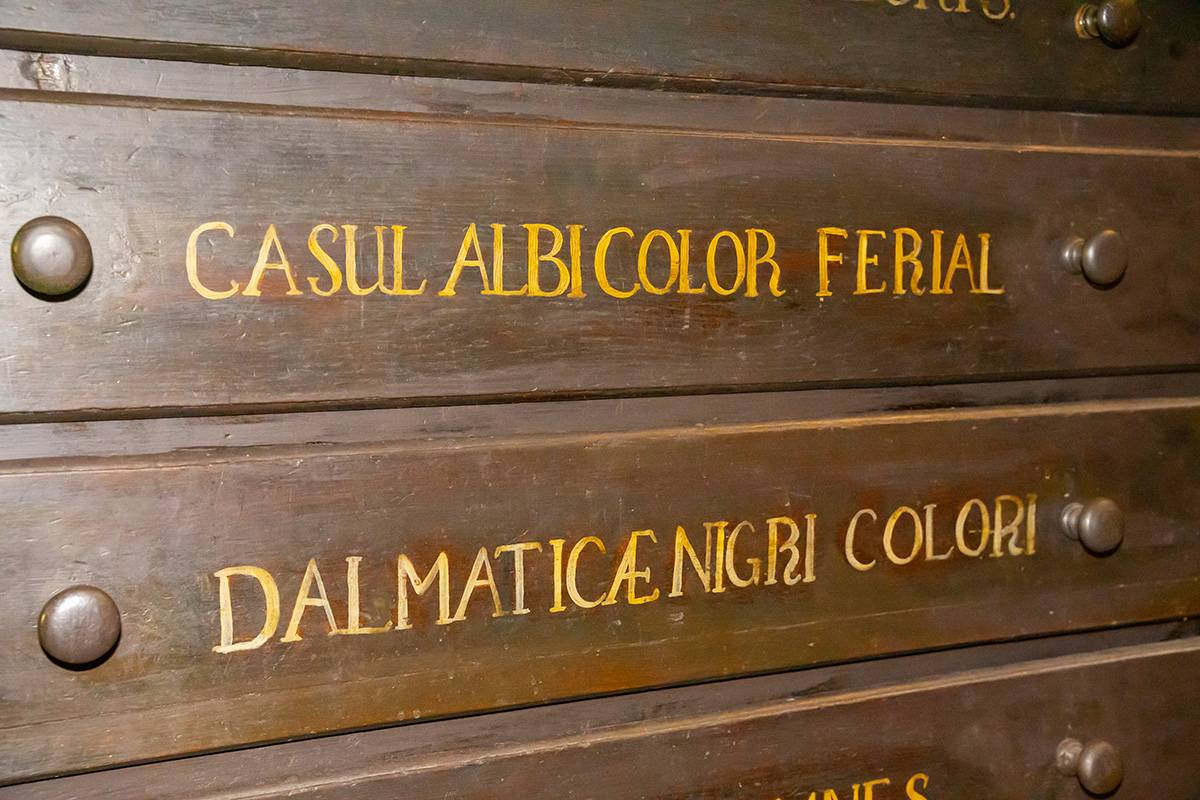 CASUL ALBI COLOR FERIAL
DALMATICÆ NIGRI COLORI